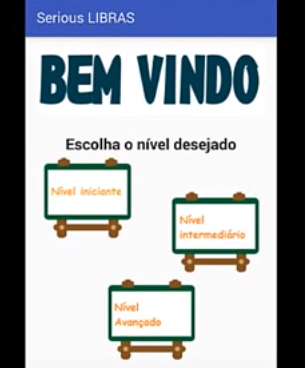 Serious LIBRAS
BEM VINDO
Escolha o nível desejado
Nível iniciante
Nível
intermediário
Nível
Avançado